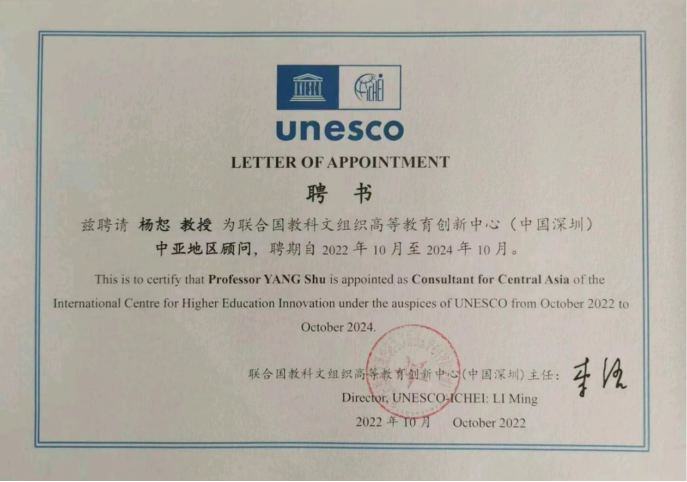 ICHEI
unesco
LETTER OF APPOINTMENT
聘 书
兹聘请 杨恕 教授 为联合国教科文组织高等教育创新中心（中国深圳）
中亚地区顾问，聘期自 2022 年 10 月至 2024 年 10 月。
This is to certify that Professor YANG Shu is appointed as Consultant for Central Asia of the
International Centre for Higher Education Innovation under the auspices of UNESCO from October 2022 to
October 2024.
联合国教科文组织高等教育创新中心(中国深圳)主任：
Director, UNESCO-ICHEI: LI Ming
2022 年 10 月 October 2022